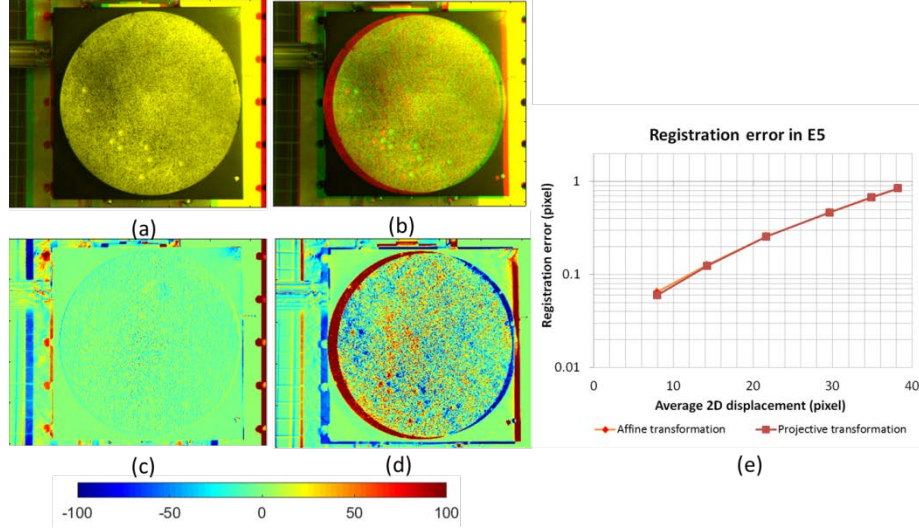 (a)
(b)
(c)
(d)
-100
-50
0
50
100
Registration error in E5
Registration error (pixel)
1
0.1
0.01
0
10
20
30
40
Average 2D displacement (pixel)
Affine transformation
Projective transformation
(e)